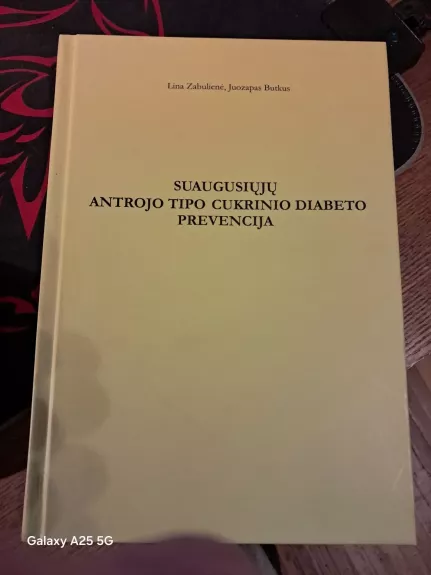 Lina Zabulienė, Juozapas Butkus
SUAUGUSIŲJŲ
ANTROJO TIPO CUKRINIO DIABETO
PREVENCIJA
Galaxy A25 5G